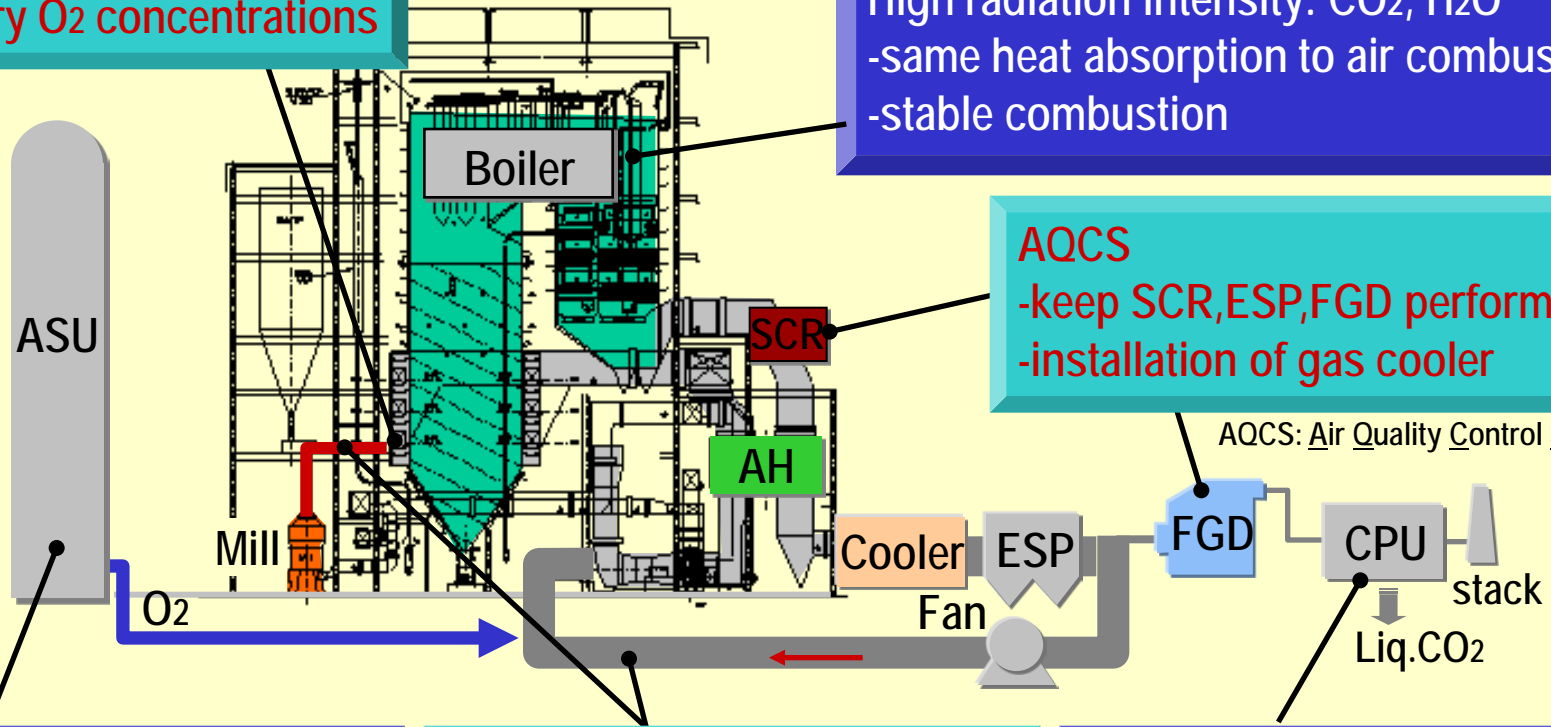 ry O2 concentrations
High radiation intensity: CO2, H2O
-same heat absorption to air combus
-stable combustion
Boiler
AQCS
-keep SCR,ESP,FGD perform
-installation of gas cooler
ASU
SCR
AQCS: Air Quality Control
AH
Mill
Cooler
ESP
FGD
CPU
stack
O2
Fan
Liq.CO2